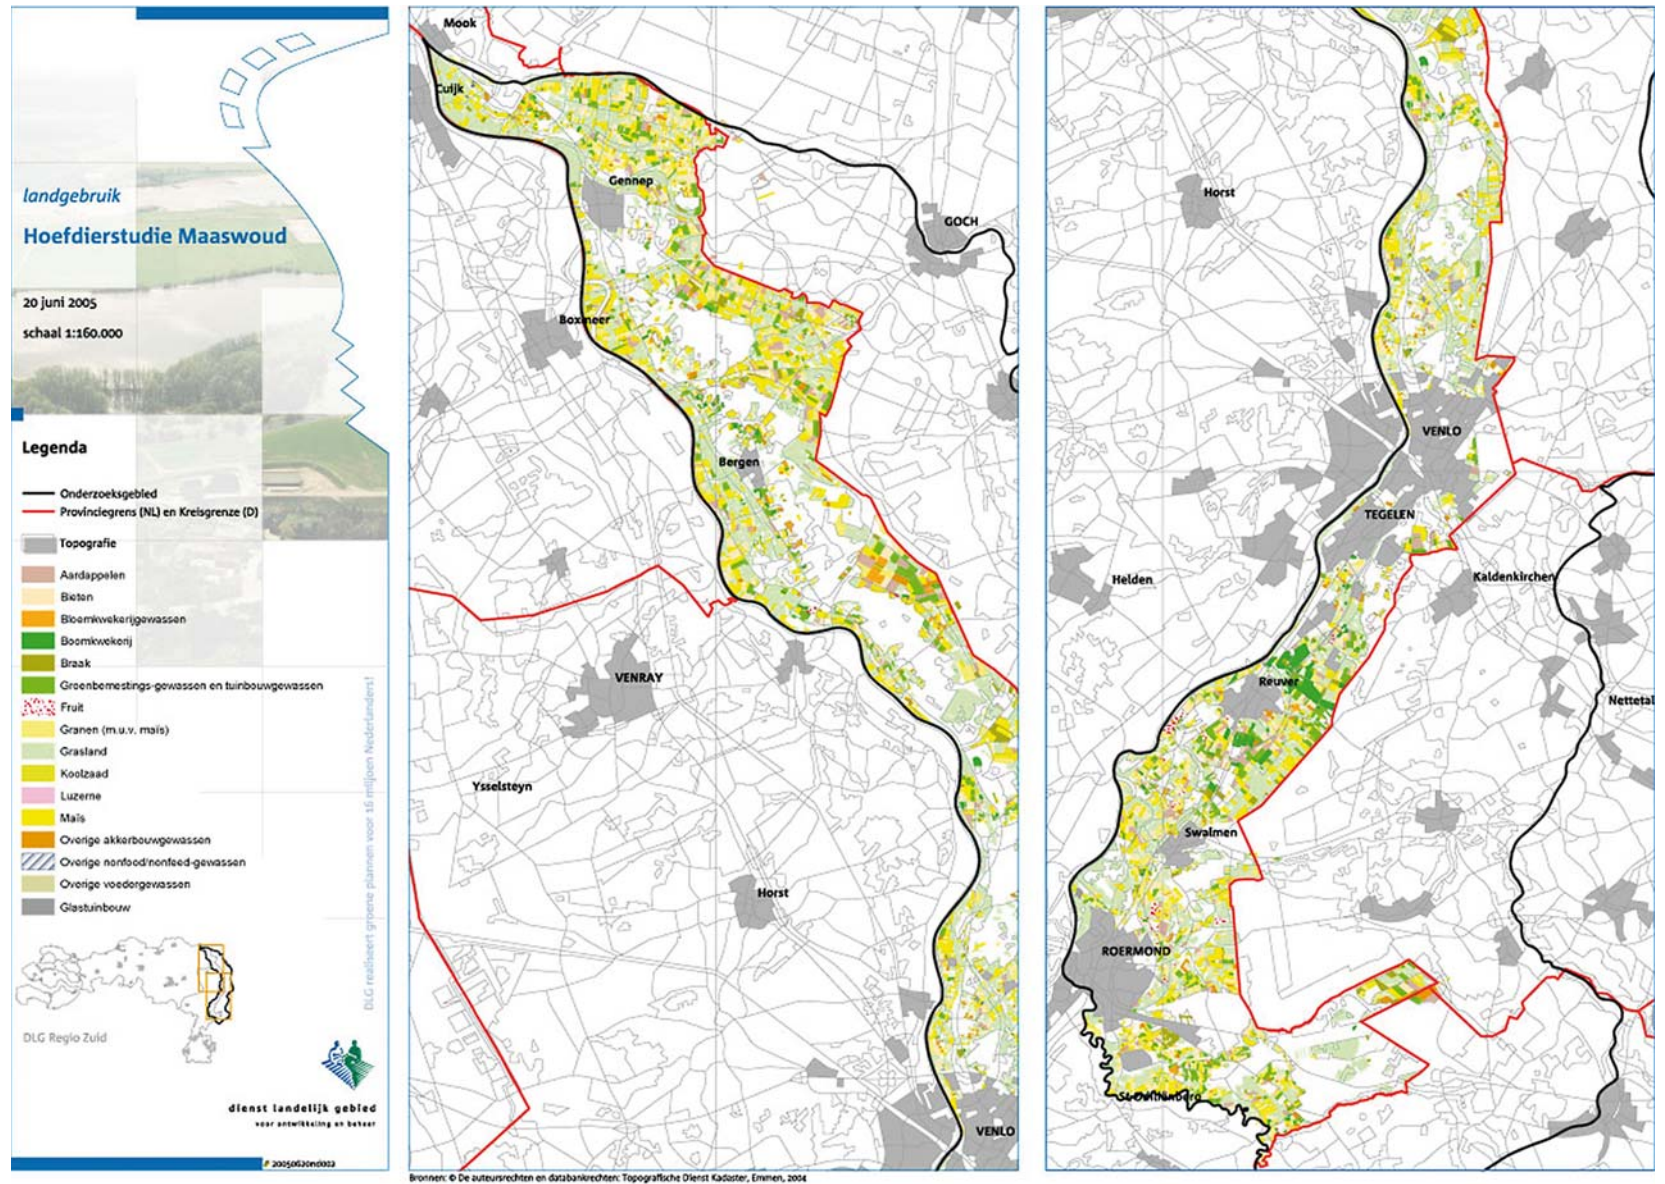 landgebruik
Hoefdierstudie Maaswoud
20 juni 2005
schaal 1:160.000
Legenda
Onderzoeksgebied
Provinciegrens (NL) en Kreisgrenze (D)
Topografie
Aardappelen
Bieten
Bloemkwekerijgewassen
Boomkwekerij
Braak
Groenbemestings-gewassen en tuinbouwgewassen
Fruit
Granen (m.u.v. maïs)
Grasland
Koolzaad
Luzerne
Maïs
Overige akkerbouwgewassen
Overige nonfood/nonfeed-gewassen
Overige voedergewassen
Glastuinbouw
DLG realiseert groene plannen voor 16 miljoen Nederlanders!
DLG Regio Zuid
dienst landelijk gebied
voor ontwikkeling en beheer
Mook
Cuijk
Gennep
GOCH
Boxmeer
Bergen
VENRAY
Ysselsteyn
Horst
VENLO
Horst
VENLO
TEGELEN
Helden
Kaldenkirchen
Reuver
Nettetal
Swalmen
ROERMOND
Bronnen: © De auteursrechten en databankrechten: Topografische Dienst Kadaster, Emmen, 2004